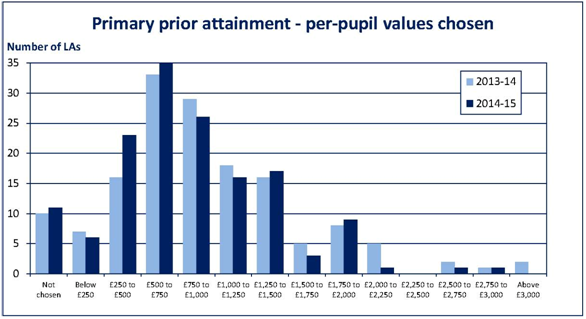 Primary prior attainment - per-pupil values chosen
Number of LAs
35
30
25
20
15
10
5
0
2013-14
2014-15
Not
chosen
Below
£250
£250 to
£500
£500 to
£750
£750 to
£1,000
£1,000 to
£1,250
£1,250 to
£1,500
£1,500 to
£1,750
£1,750 to
£2,000
£2,000 to
£2,250
£2,250 to
£2,500
£2,500 to
£2,750
£2,750 to
£3,000
Above
£3,000